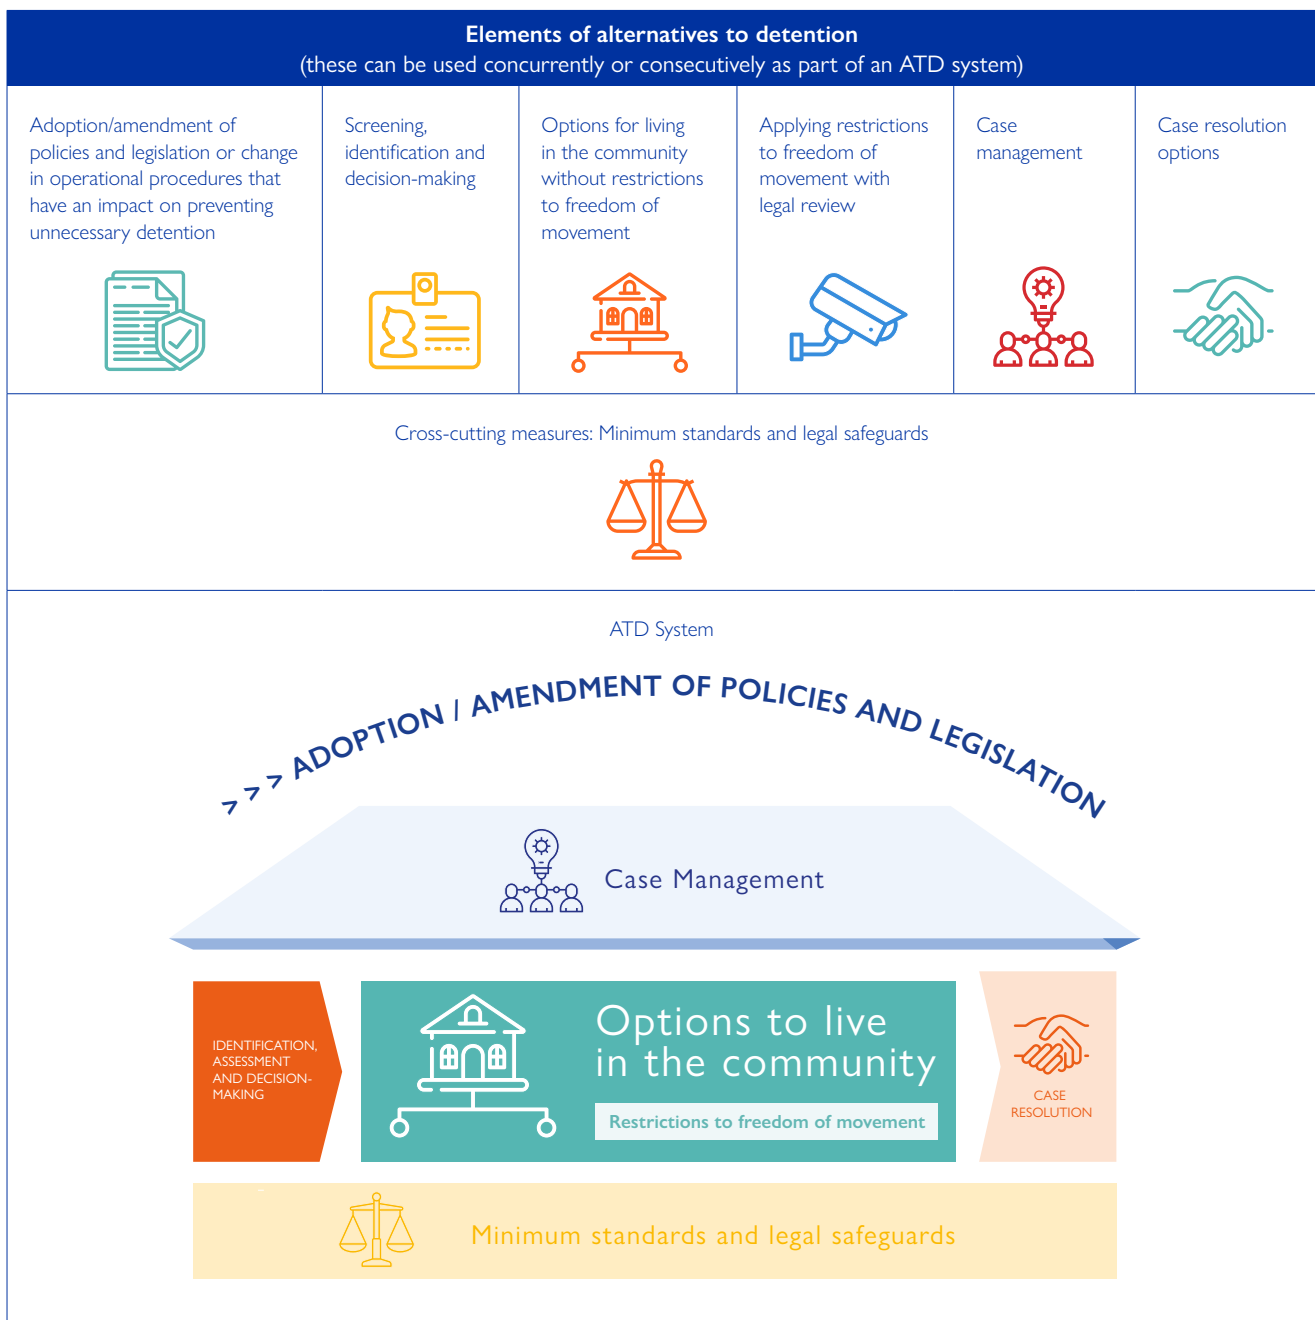 Elements of alternatives to detention
(these can be used concurrently or consecutively as part of an ATD system)
Adoption/amendment of
policies and legislation or change
in operational procedures that
have an impact on preventing
unnecessary detention
Screening,
identification and
decision-making
Options for living
in the community
without restrictions
to freedom of
movement
Applying restrictions
to freedom of
movement with
legal review
Case
management
Case resolution
options
Cross-cutting measures: Minimum standards and legal safeguards
ATD System
> > > ADOPTION / AMENDMENT OF POLICIES AND LEGISLATION
Case Management
IDENTIFICATION,
ASSESSMENT
AND DECISION-
MAKING
Options to live
in the community
Restrictions to freedom of movement
CASE
RESOLUTION
Minimum standards and legal safeguards